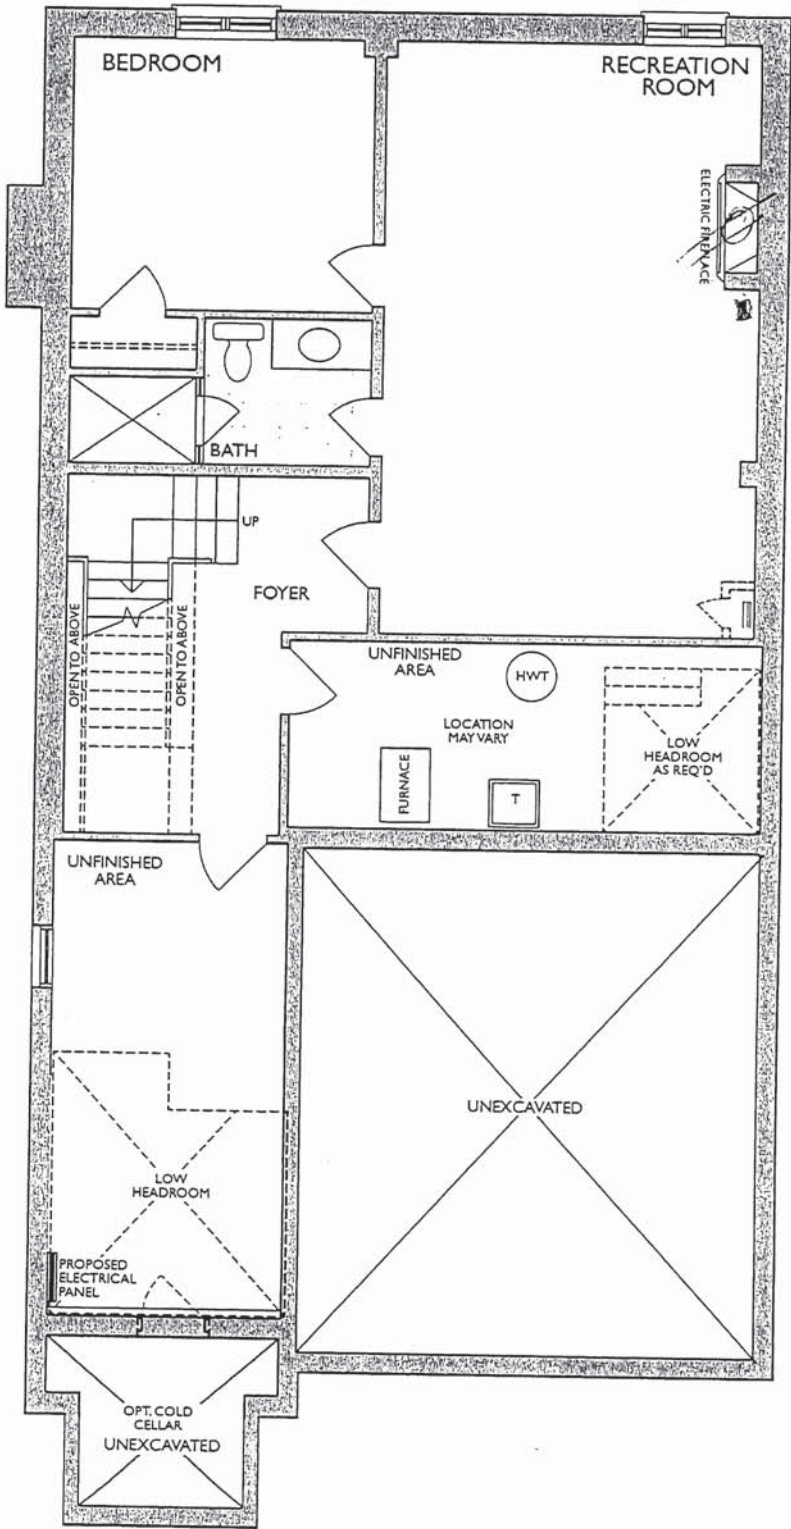 BEDROOM
RECREATION
ROOM
ELECTRIC FIREPLACE
BATH
UP
FOYER
OPEN TO ABOVE
OPEN TO ABOVE
UNFINISHED
AREA
HWT
LOCATION
MAY VARY
LOW
HEADROOM
AS REQ'D
FURNACE
T
UNFINISHED
AREA
UNEXCAVATED
LOW
HEADROOM
PROPOSED
ELECTRICAL
PANEL
OPT. COLD
CELLAR
UNEXCAVATED